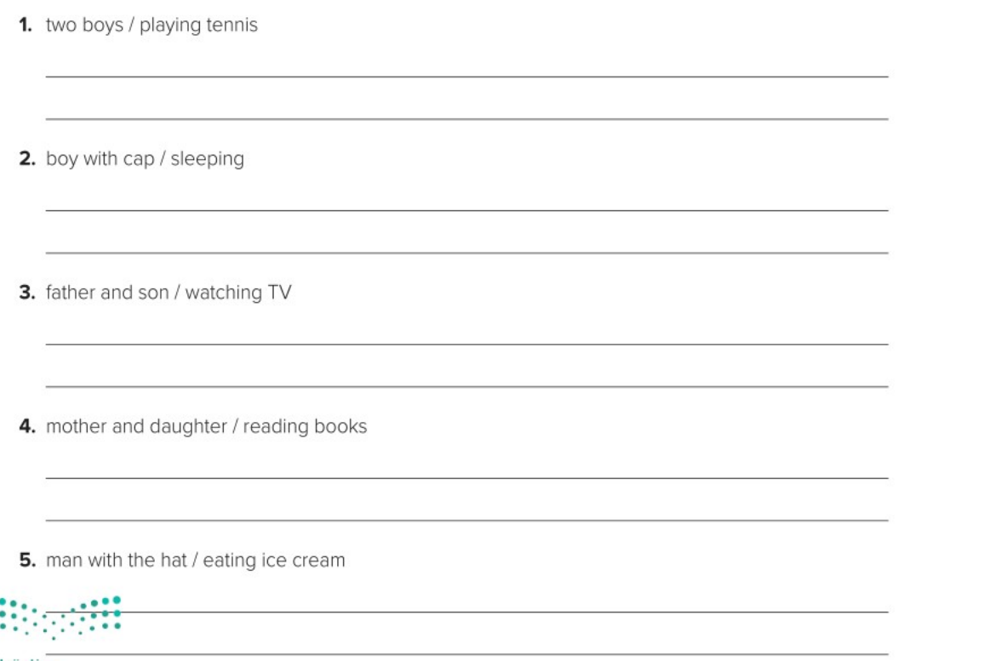 1. two boys / playing tennis
2. boy with cap / sleeping
3. father and son / watching TV
4. mother and daughter / reading books
5. man with the hat / eating ice cream